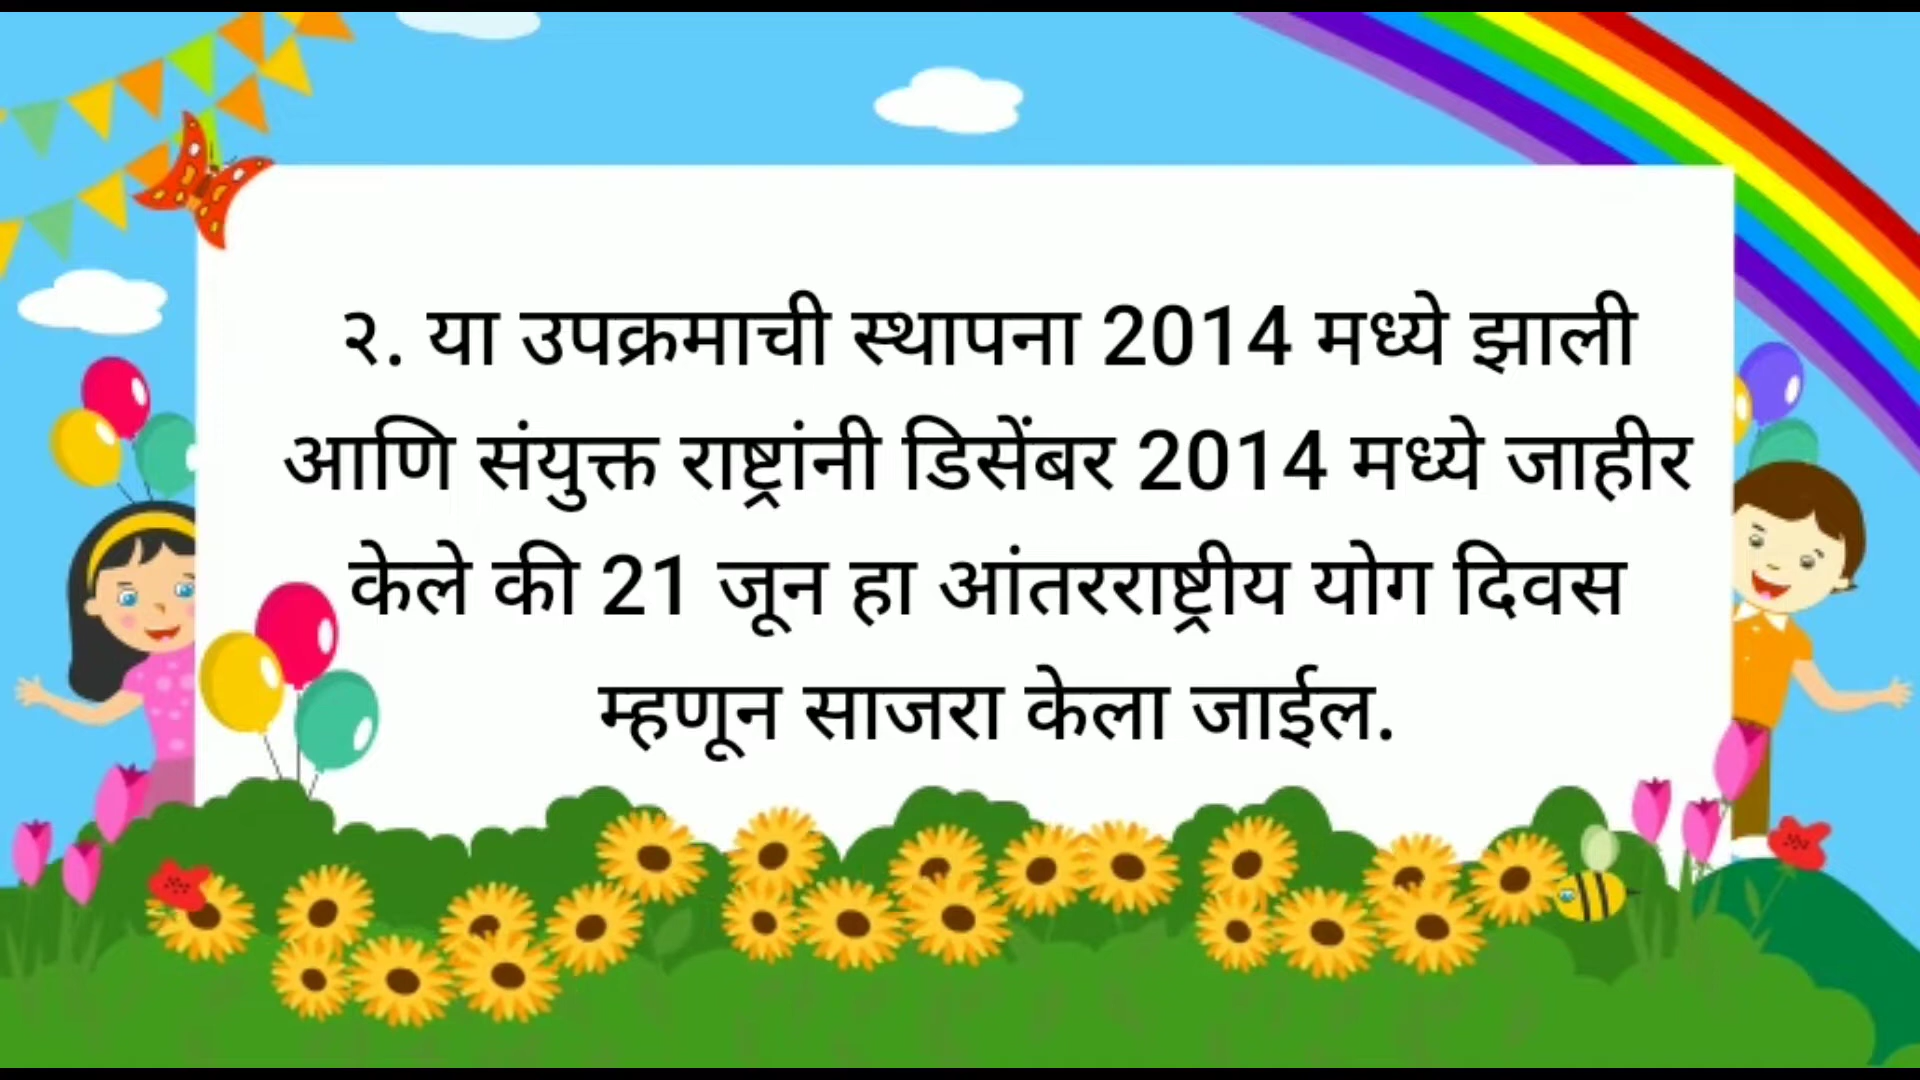 २. या उपक्रमाची स्थापना 2014 मध्ये झाली
आणि संयुक्त राष्ट्रांनी डिसेंबर 2014 मध्ये जाहीर
केले की 21 जून हा आंतरराष्ट्रीय योग दिवस
म्हणून साजरा केला जाईल.